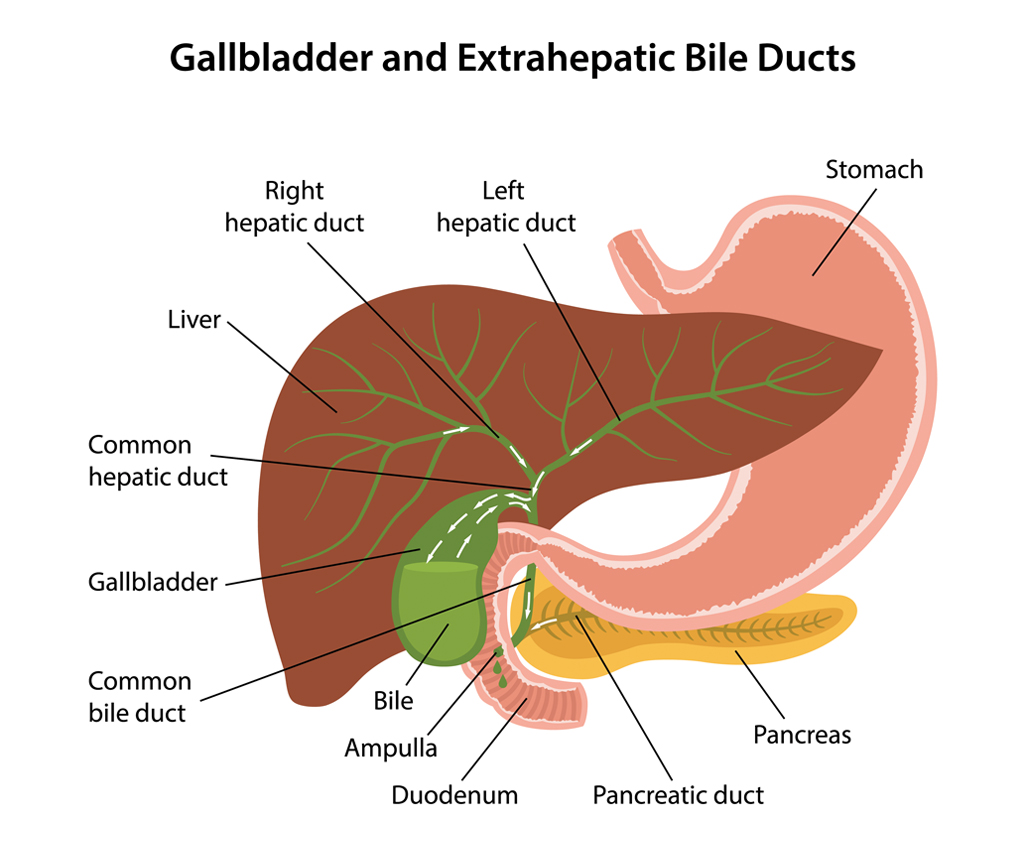 Gallbladder and Extrahepatic Bile Ducts
Stomach
Right
hepatic duct
Left
hepatic duct
Liver
Common
hepatic duct
Gallbladder
Common
bile duct
Bile
Ampulla
Duodenum
Pancreatic duct
Pancreas